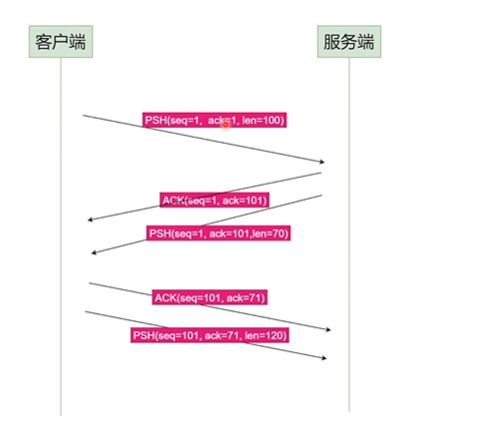 客户端
服务端
PSH(seq=1, ack=1, len=100)
ACK(seq=1, ack=101)
PSH(seq=1, ack=101,len=70)
ACK(seq=101, ack=71)
PSH(seq=101, ack=71, len=120)